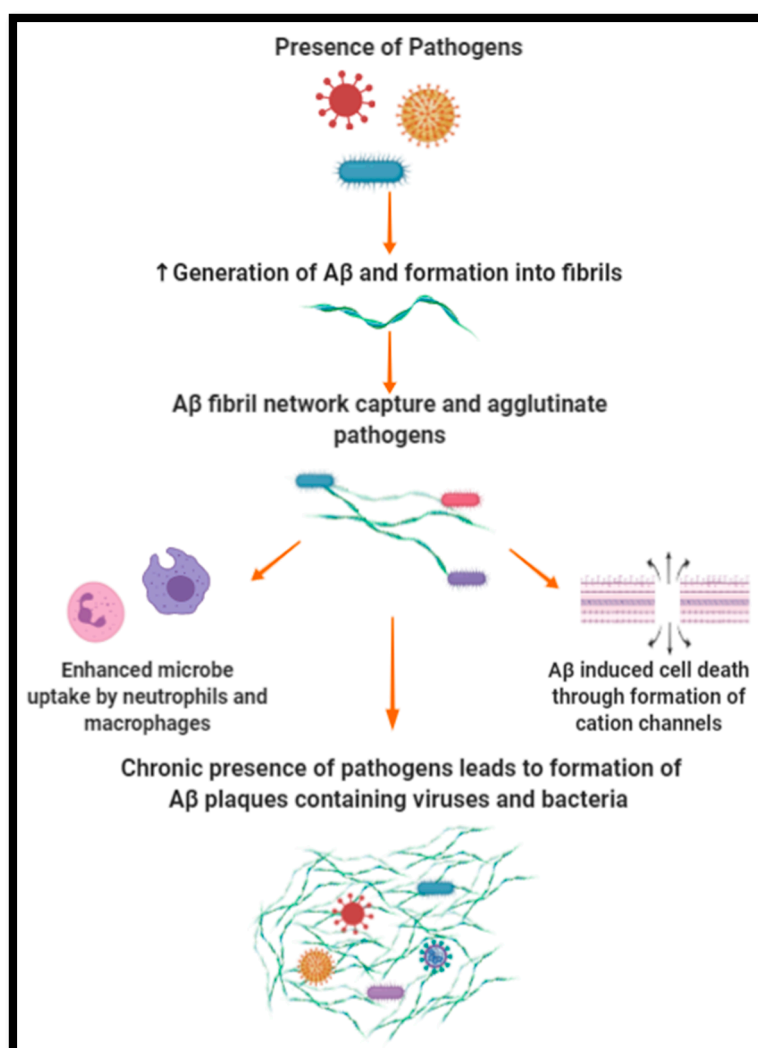 Presence of Pathogens
↑Generation of Aβ and formation into fibrils
Aβ fibril network capture and agglutinate
pathogens
Enhanced microbe
uptake by neutrophils and
macrophages
Aβ induced cell death
through formation of
cation channels
Chronic presence of pathogens leads to formation of
Aβ plaques containing viruses and bacteria